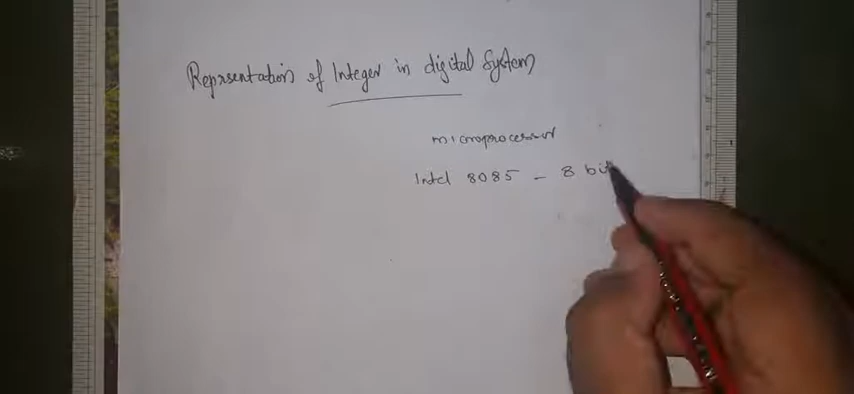 Representation of Integer in digital System
microprocessor
Intel 8085 - 8 bit